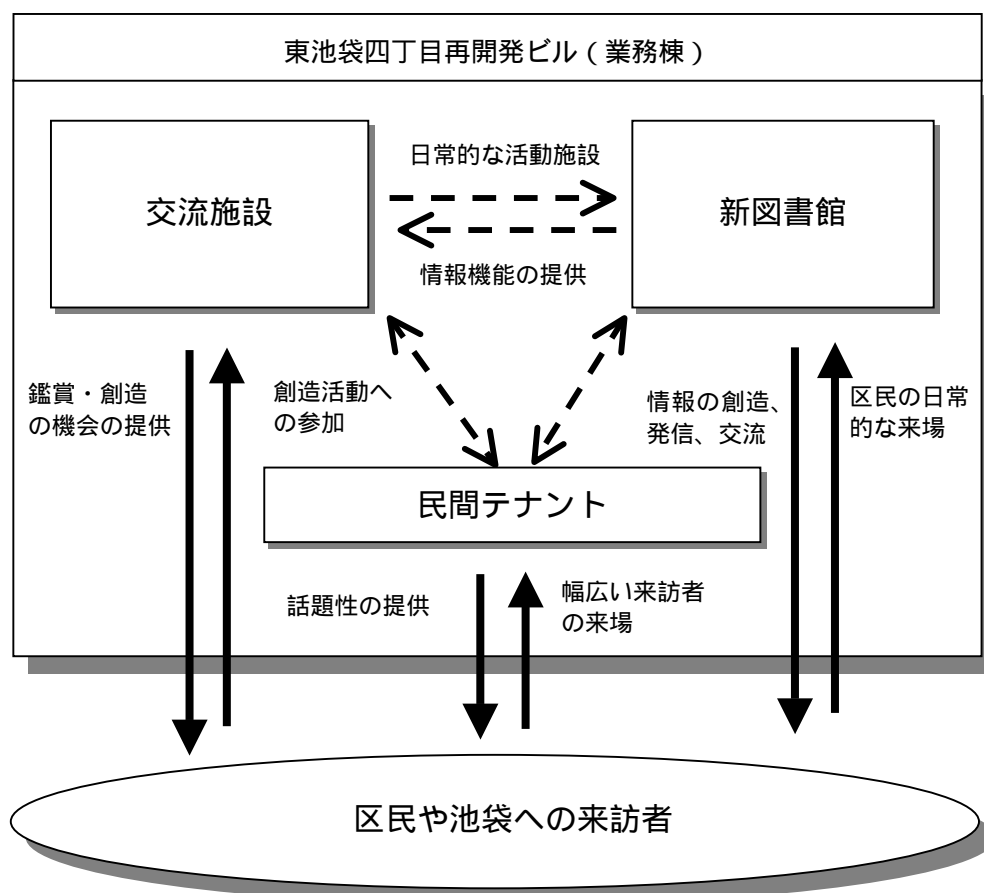 東池袋四丁目再開発ビル（業務棟）
日常的な活動施設
交流施設
新図書館
情報機能の提供
鑑賞・創造
の機会の提供
創造活動へ
の参加
情報の創造、
発信、交流
区民の日常
的な来場
民間テナント
話題性の提供
幅広い来訪者
の来場
区民や池袋への来訪者